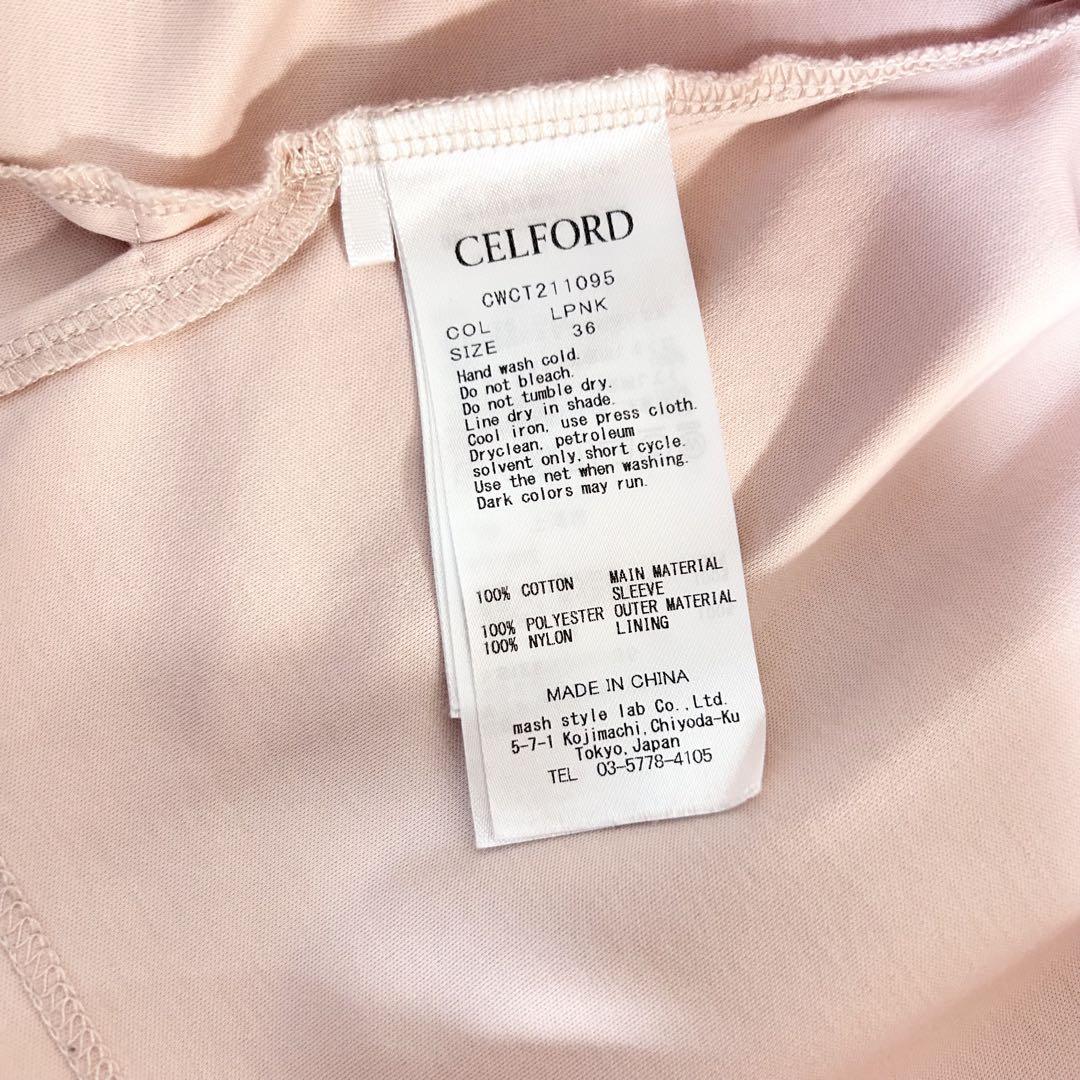 CELFORD
CWCT211095
COL LPNK
SIZE 36
Hand wash cold.
Do not bleach.
Do not tumble dry.
Line dry in shade.
Cool iron, use press cloth.
Dryclean, petroleum
solvent only, short cycle.
Use the net when washing.
Dark colors may run.
100% COTTON MAIN MATERIAL
SLEEVE
100% POLYESTER OUTER MATERIAL
100% NYLON LINING
MADE IN CHINA
mash style lab Co.,Ltd.
5-7-1 Kojimachi,Chiyoda-Ku
Tokyo,Japan
TEL 03-5778-4105